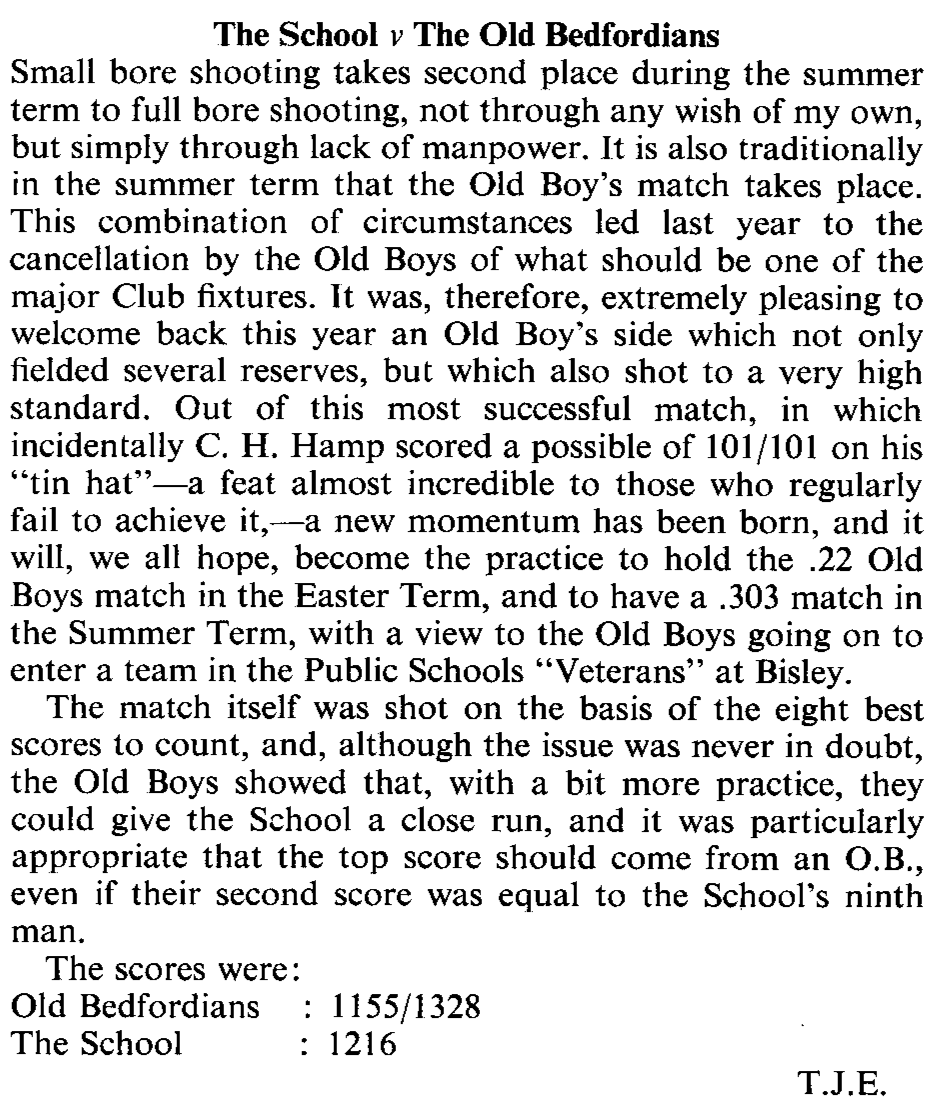 The School v The Old Bedfordians
Small bore shooting takes second place during the summer
term to full bore shooting, not through any wish of my own,
but simply through lack of manpower. It is also traditionally
in the summer term that the Old Boy's match takes place.
This combination of circumstances led last year to the
cancellation by the Old Boys of what should be one of the
major Club fixtures. It was, therefore, extremely pleasing to
welcome back this year an Old Boy's side which not only
fielded several reserves, but which also shot to a very high
standard. Out of this most successful match, in which
incidentally C. H. Hamp scored a possible of 101/101 on his
“tin hat”—a feat almost incredible to those who regularly
fail to achieve it,—a new momentum has been born, and it
will, we all hope, become the practice to hold the .22 Old
Boys match in the Easter Term, and to have a .303 match in
the Summer Term, with a view to the Old Boys going on to
enter a team in the Public Schools “Veterans” at Bisley.
The match itself was shot on the basis of the eight best
scores to count, and, although the issue was never in doubt,
the Old Boys showed that, with a bit more practice, they
could give the School a close run, and it was particularly
appropriate that the top score should come from an O.B.,
even if their second score was equal to the School's ninth
man.
The scores were:
Old Bedfordians : 1155/1328
The School : 1216
T.J.E.